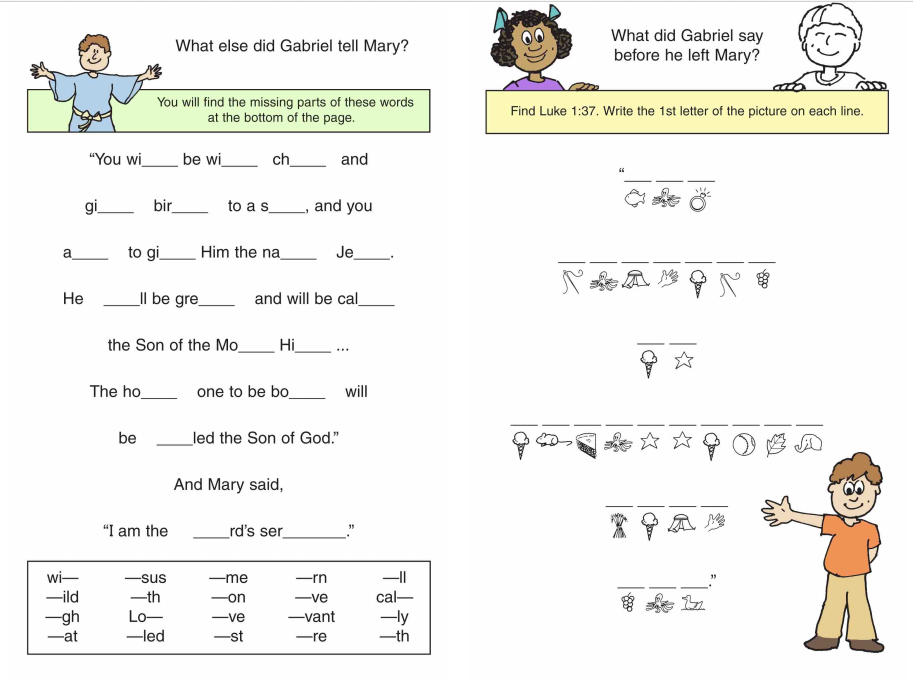 What else did Gabriel tell Mary?
You will find the missing parts of these words
at the bottom of the page.
“You wi____ be wi____ ch____ and
gi____ bir____ to a s____, and you
a____ to gi____ Him the na____ Je____.
He ____ll be gre____ and will be cal____
the Son of the Mo____ Hi____ ...
The ho____ one to be bo____ will
be ____led the Son of God.”
And Mary said,
“I am the ____rd’s ser_______.”
wi— —sus —me —rn —ll
—ild —th —on —ve cal—
—gh Lo— —ve —vant —ly
—at —led —st —re —th
What did Gabriel say
before he left Mary?
Find Luke 1:37. Write the 1st letter of the picture on each line.
“___ ___ ___
___ ___ ___ ___ ___ ___ ___
___ ___
___ ___ ___ ___ ___ ___ ___ ___ ___ ___
___ ___ ___ ___
___ ___ ___.”